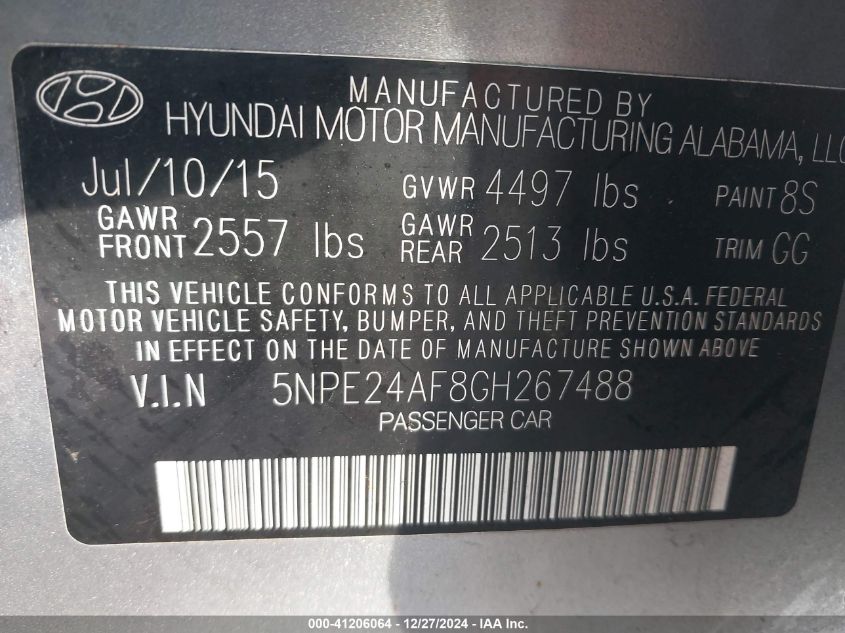 MANUFACTURED BY
HYUNDAI MOTOR MANUFACTURING ALABAMA, LLC
Jul/10/15 GVWR 4497 lbs PAINT 8S
GAWR FRONT 2557 lbs GAWR REAR 2513 lbs TRIM GG
THIS VEHICLE CONFORMS TO ALL APPLICABLE U.S.A. FEDERAL
MOTOR VEHICLE SAFETY, BUMPER, AND THEFT PREVENTION STANDARDS
IN EFFECT ON THE DATE OF MANUFACTURE SHOWN ABOVE
V.I.N 5NPE24AF8GH267488
PASSENGER CAR
000-41206064 - 12/27/2024 - IAA Inc.